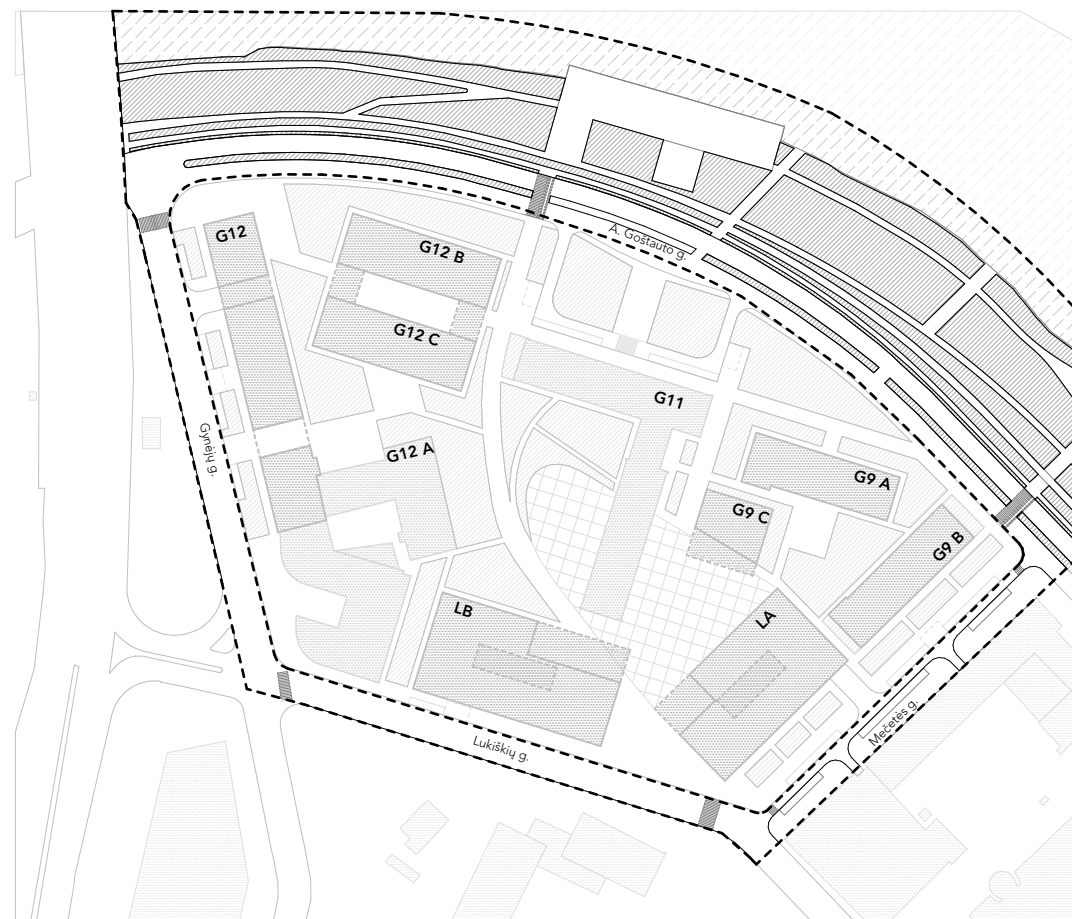 G12
G12 B
A. Goštauto g.
G12 C
G11
Gynėjų g.
G12 A
G9 A
G9 C
G9 B
LB
LA
Lukiškių g.
Mečetės g.